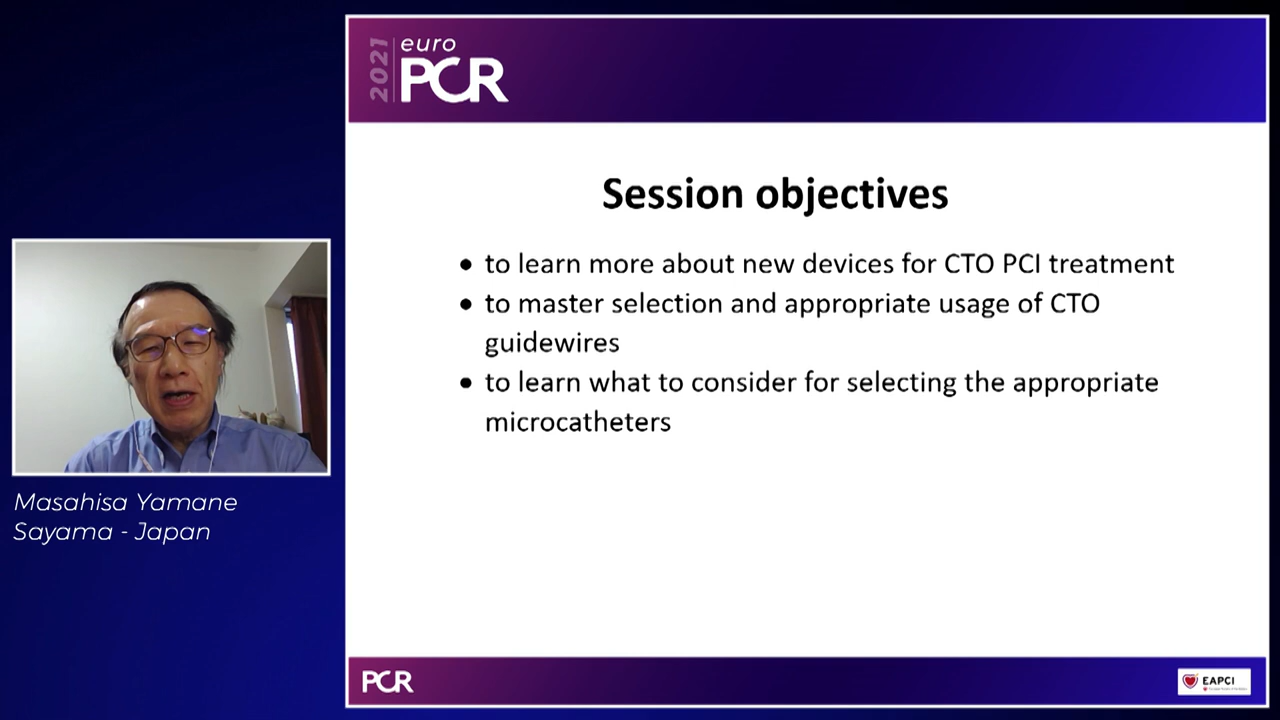 2021
euro
PCR
Session objectives
• to learn more about new devices for CTO PCI treatment
• to master selection and appropriate usage of CTO
guidewires
• to learn what to consider for selecting the appropriate
microcatheters
Masahisa Yamane
Sayama - Japan
PCR
EAPCI